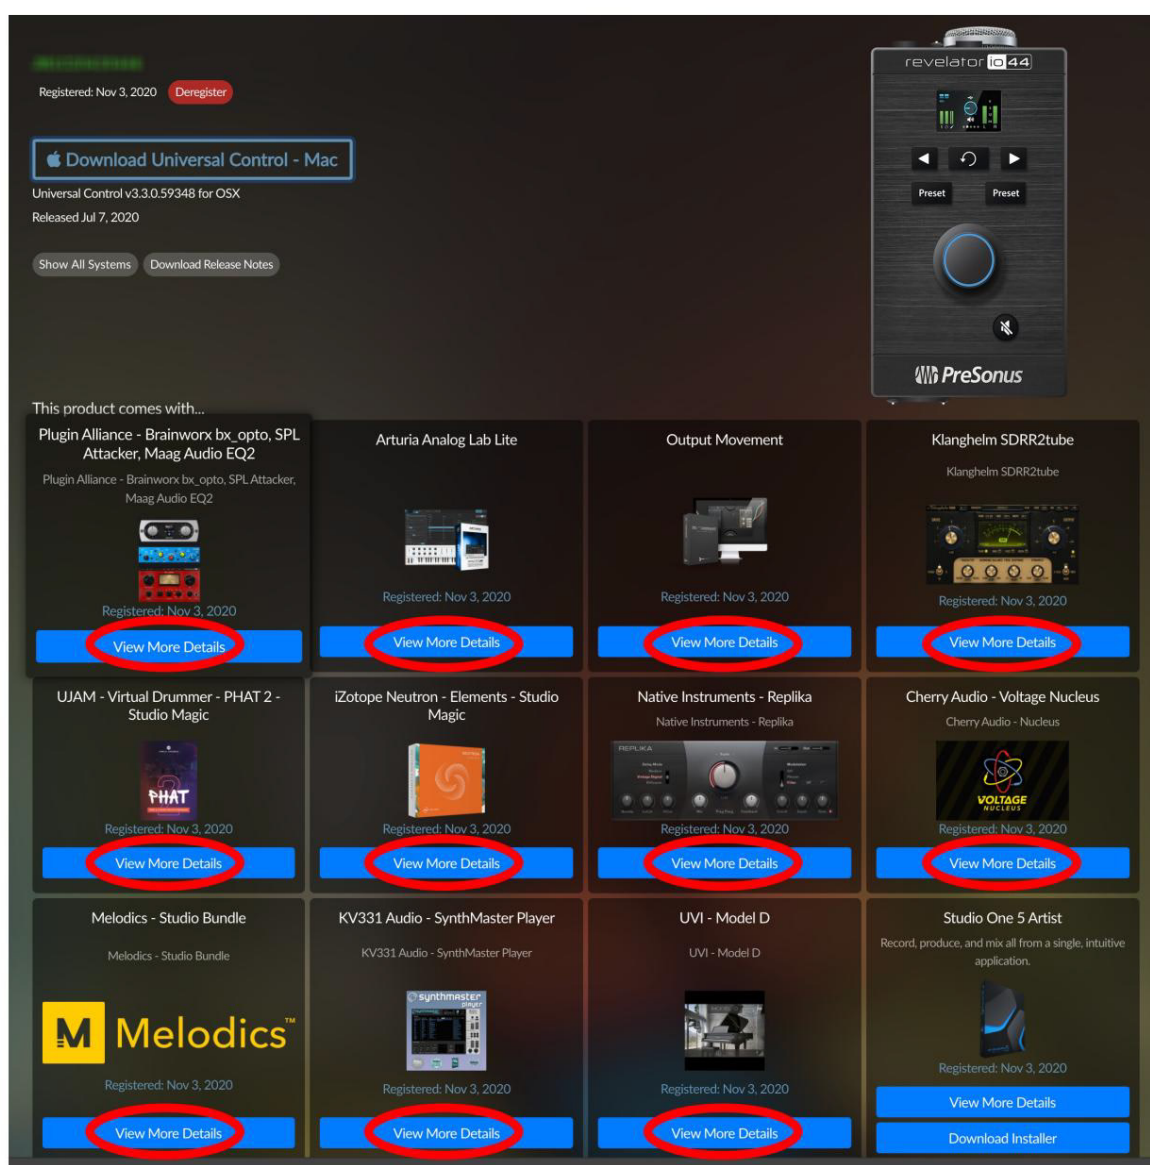 revelator io 44
Registered: Nov 3, 2020 Deregister
Download Universal Control - Mac
Universal Control v3.3.0.59348 for OSX
Released Jul 7, 2020
Preset Preset
Show All Systems Download Release Notes
PreSonus
This product comes with...
Plugin Alliance - Brainworx bx_opto, SPL
Attacker, Maag Audio EQ2
Plugin Alliance - Brainworx bx_opto, SPL Attacker,
Maag Audio EQ2
Registered: Nov 3, 2020
View More Details
Arturia Analog Lab Lite
Registered: Nov 3, 2020
View More Details
Output Movement
Registered: Nov 3, 2020
View More Details
Klanghelm SDRR2tube
Klanghelm SDRR2tube
Registered: Nov 3, 2020
View More Details
UJAM - Virtual Drummer - PHAT 2 -
Studio Magic
PHAT
2
Registered: Nov 3, 2020
View More Details
iZotope Neutron - Elements - Studio
Magic
Registered: Nov 3, 2020
View More Details
Native Instruments - Replika
Native Instruments - Replika
REPLIKA
Registered: Nov 3, 2020
View More Details
Cherry Audio - Voltage Nucleus
Cherry Audio - Nucleus
VOLTAGE
NUCLEUS
Registered: Nov 3, 2020
View More Details
Melodics - Studio Bundle
Melodics - Studio Bundle
M Melodics™
Registered: Nov 3, 2020
View More Details
KV331 Audio - SynthMaster Player
KV331 Audio - SynthMaster Player
synthmaster
player
Registered: Nov 3, 2020
View More Details
UVI - Model D
UVI - Model D
Registered: Nov 3, 2020
View More Details
Studio One 5 Artist
Record, produce, and mix all from a single, intuitive
application.
Registered: Nov 3, 2020
View More Details
Download Installer